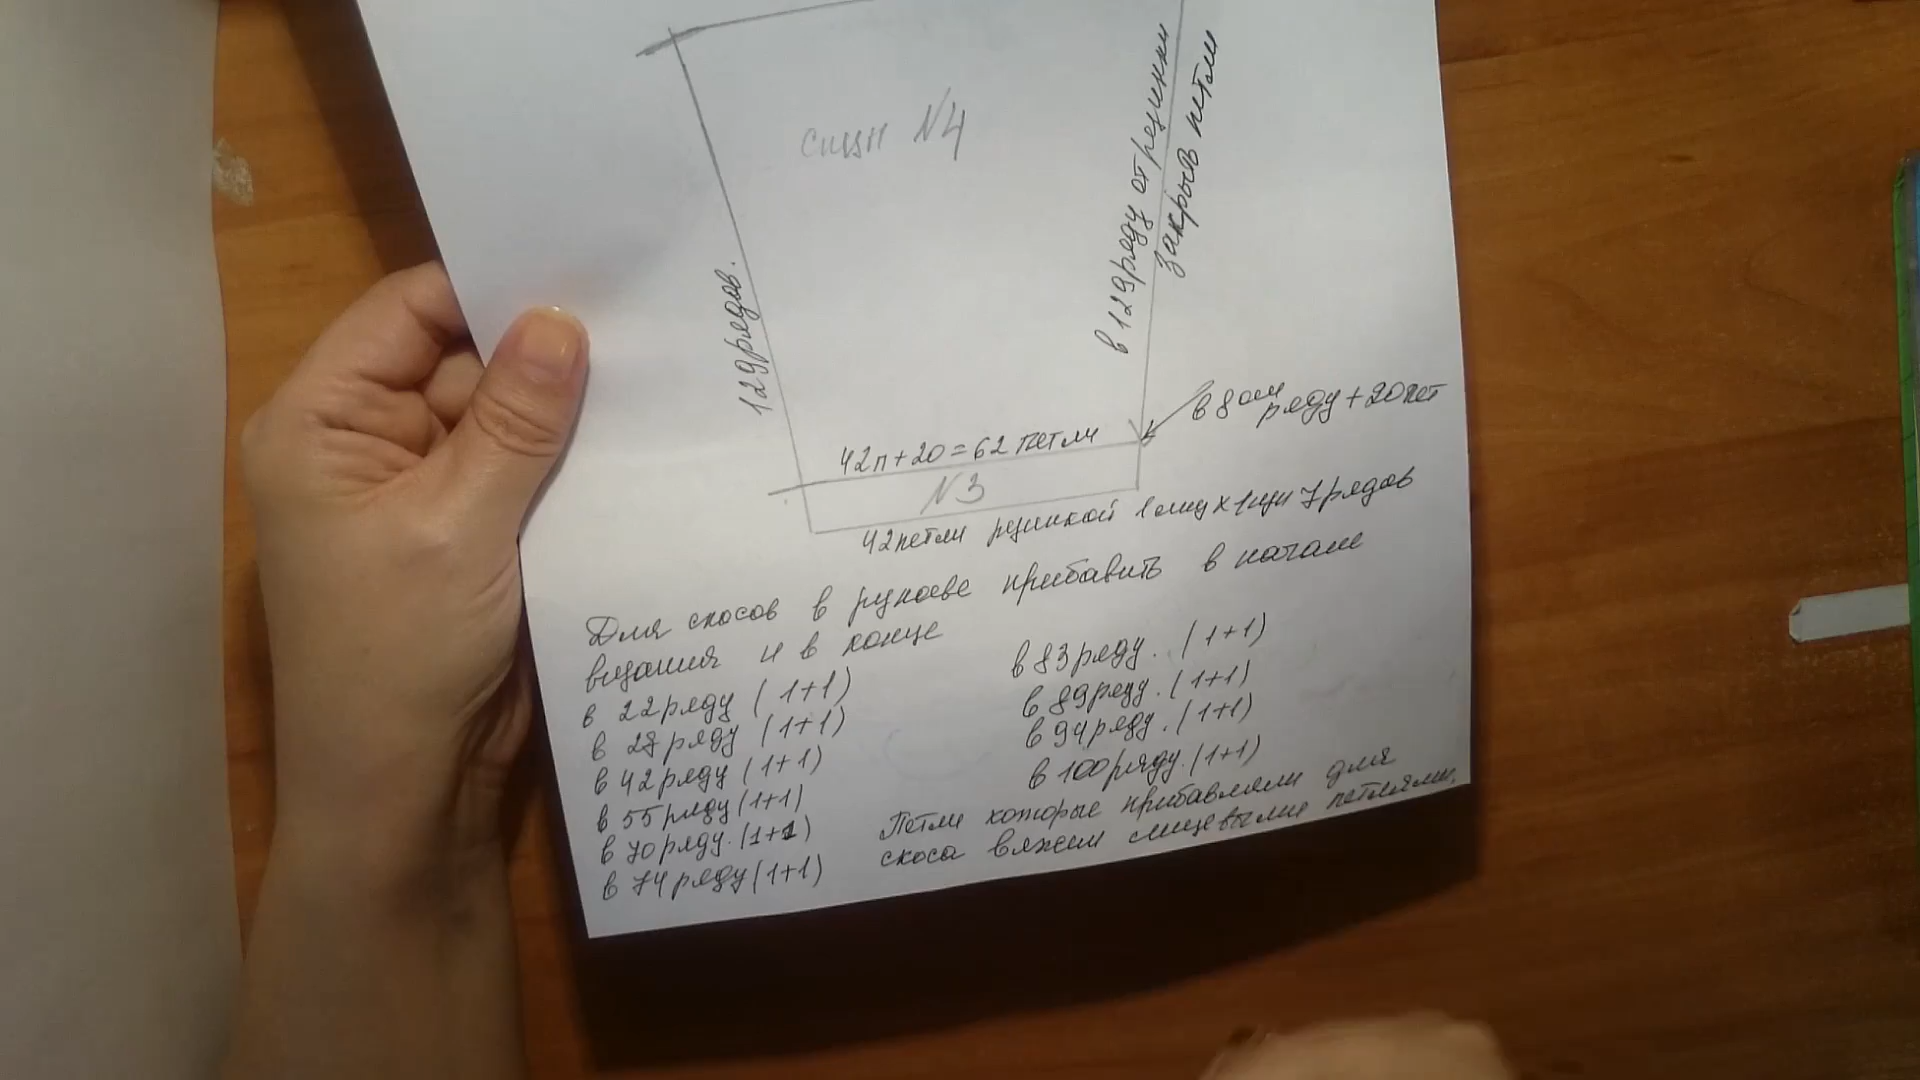 спицы N4
129 рядов.
в 129 ряду от резинки
закрыть петли
в 8 ом
ряду + 20 пет
42п + 20 = 62 петли
N3
42 петли резинкой 1 лиц х 1 изн 7 рядов
Для скосов в рукаве прибавить в начале
вязания и в конце
в 22 ряду (1+1)
в 28 ряду (1+1)
в 42 ряду (1+1)
в 55 ряду (1+1)
в 70 ряду. (1+1)
в 74 ряду (1+1)
в 83 ряду. (1+1)
в 89 ряду. (1+1)
в 94 ряду. (1+1)
в 100 ряду. (1+1)
Петли которые прибавляли для
скоса вяжем лицевыми петлями.